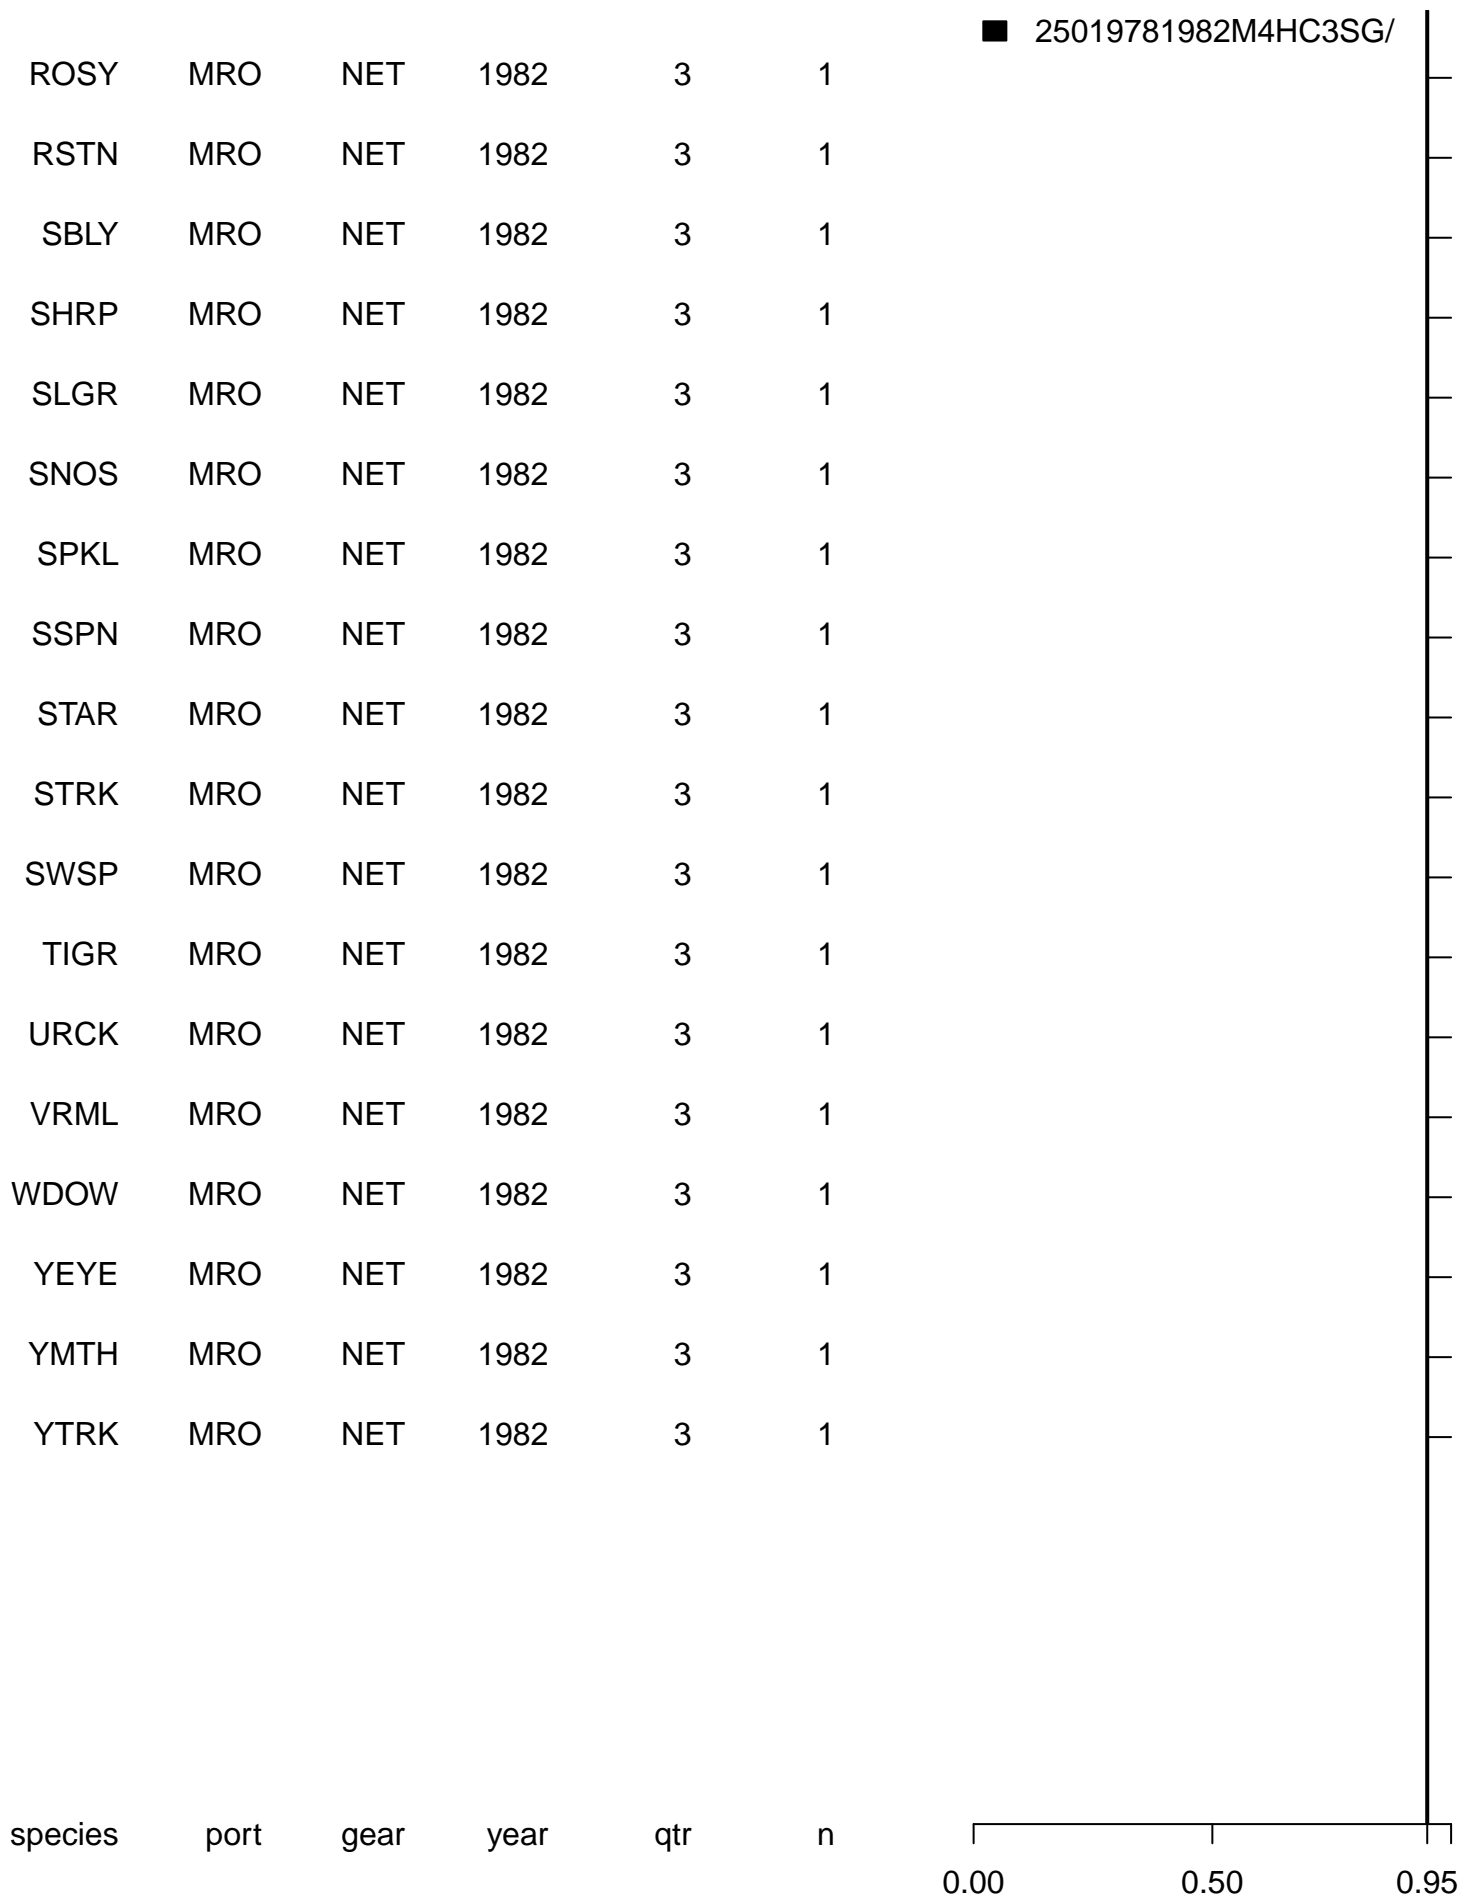 25019781982M4HC3SG/
ROSY MRO NET 1982 3 1
RSTN MRO NET 1982 3 1
SBLY MRO NET 1982 3 1
SHRP MRO NET 1982 3 1
SLGR MRO NET 1982 3 1
SNOS MRO NET 1982 3 1
SPKL MRO NET 1982 3 1
SSPN MRO NET 1982 3 1
STAR MRO NET 1982 3 1
STRK MRO NET 1982 3 1
SWSP MRO NET 1982 3 1
TIGR MRO NET 1982 3 1
URCK MRO NET 1982 3 1
VRML MRO NET 1982 3 1
WDOW MRO NET 1982 3 1
YEYE MRO NET 1982 3 1
YMTH MRO NET 1982 3 1
YTRK MRO NET 1982 3 1
species port gear year qtr n
0.00 0.50 0.95